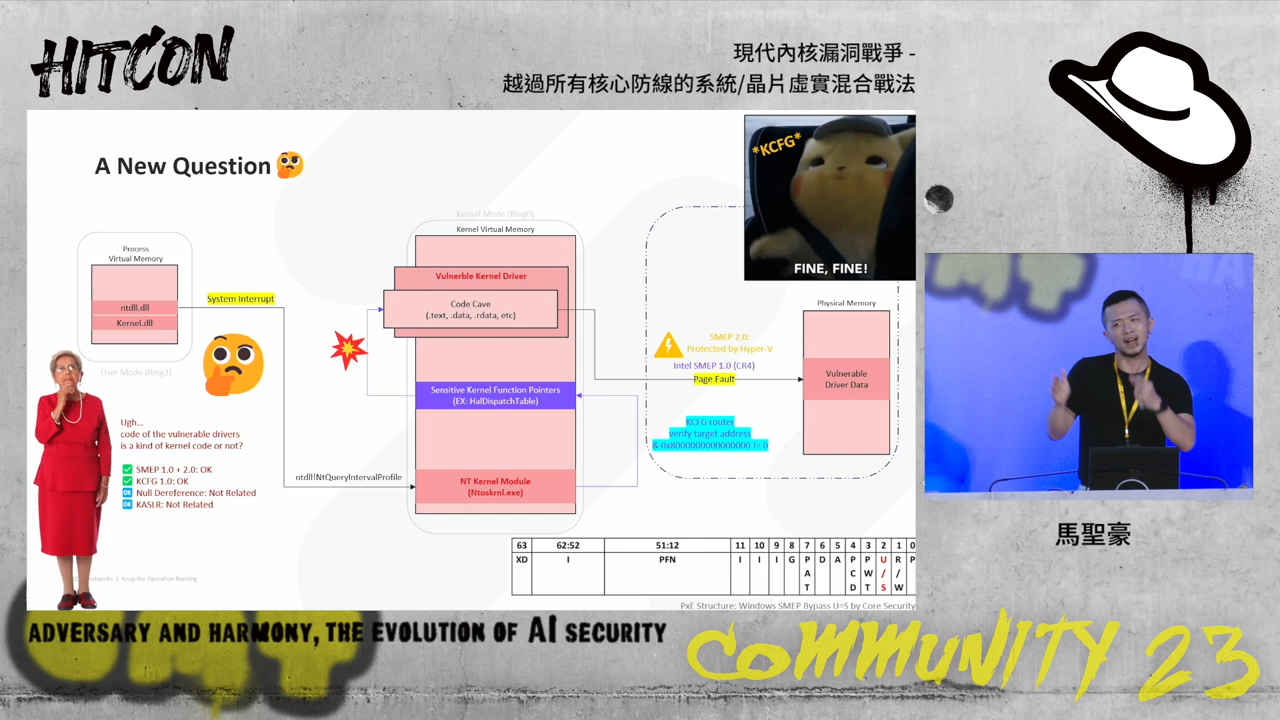 HITCON
現代內核漏洞戰爭 -
越過所有核心防線的系統/晶片虛實混合戰法
A New Question
*KCFG*
FINE, FINE!
Kernel Mode (Ring0)
Kernel Virtual Memory
Process
Virtual Memory
ntdll.dll
Kernel.dll
User Mode (Ring3)
System Interrupt
Vulnerble Kernel Driver
Code Cave
(.text, .data, .rdata, etc)
Sensitive Kernel Function Pointers
(EX: HalDispatchTable)
ntdll!NtQueryIntervalProfile
NT Kernel Module
(Ntoskrnl.exe)
Physical Memory
SMEP 2.0:
Protected by Hyper-V
Intel SMEP 1.0 (CR4)
Page Fault
Vulnerable
Driver Data
KCFG router
verify target address
& 0x8000000000000000 != 0
Ugh...
code of the vulnerable drivers
is a kind of kernel code or not?
SMEP 1.0 + 2.0: OK
KCFG 1.0: OK
OK Null Dereference: Not Related
OK KASLR: Not Related
63 62:52 51:12 11 10 9 8 7 6 5 4 3 2 1 0
XD I PFN I I I G PAT D A PCD PWT U/S R/W P
PxE Structure: Windows SMEP Bypass U=S by Core Security
networks | Keep the Operation Running
馬聖豪
ADVERSARY AND HARMONY, THE EVOLUTION OF AI SECURITY
COMMUNITY 23